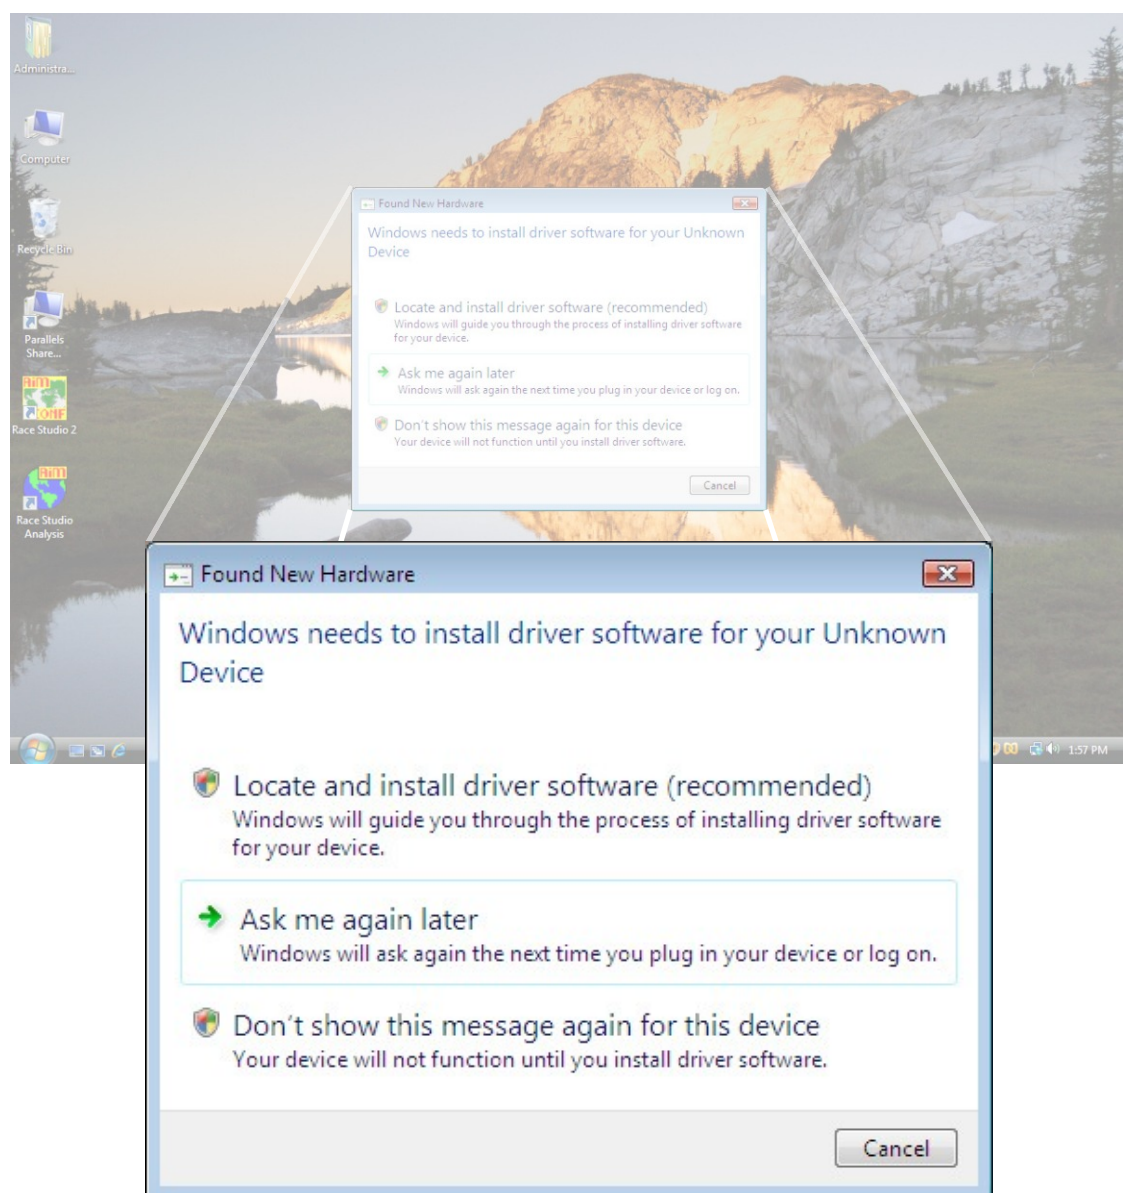 Administra...
Computer
Recycle Bin
Parallels
Share...
AiM
CONF
Race Studio 2
AiM
Race Studio
Analysis
Found New Hardware
Windows needs to install driver software for your Unknown
Device
Locate and install driver software (recommended)
Windows will guide you through the process of installing driver software
for your device.
Ask me again later
Windows will ask again the next time you plug in your device or log on.
Don't show this message again for this device
Your device will not function until you install driver software.
Cancel
1:57 PM
Found New Hardware
Windows needs to install driver software for your Unknown
Device
Locate and install driver software (recommended)
Windows will guide you through the process of installing driver software
for your device.
Ask me again later
Windows will ask again the next time you plug in your device or log on.
Don't show this message again for this device
Your device will not function until you install driver software.
Cancel